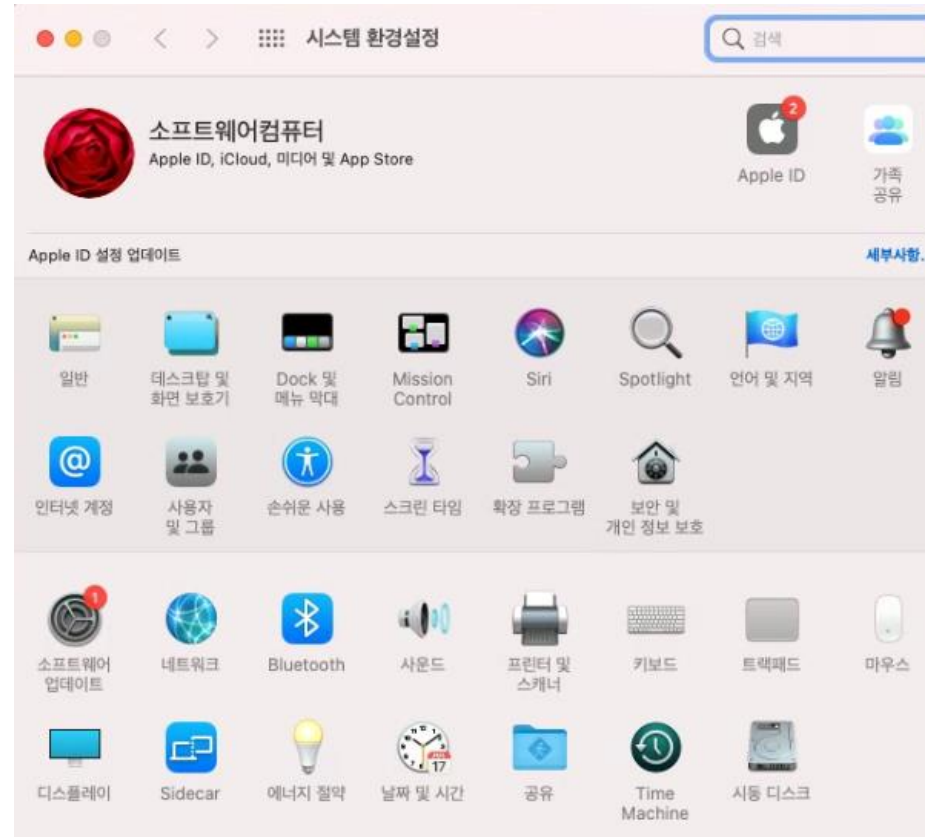 시스템 환경설정
검색
소프트웨어컴퓨터
Apple ID, iCloud, 미디어 및 App Store
2
Apple ID
가족
공유
Apple ID 설정 업데이트
세부사항.
일반
데스크탑 및
화면 보호기
Dock 및
메뉴 막대
Mission
Control
Siri
Spotlight
언어 및 지역
알림
인터넷 계정
사용자
및 그룹
손쉬운 사용
스크린 타임
확장 프로그램
보안 및
개인 정보 보호
1
소프트웨어
업데이트
네트워크
Bluetooth
사운드
프린터 및
스캐너
키보드
트랙패드
마우스
디스플레이
Sidecar
에너지 절약
JUL
17
날짜 및 시간
공유
Time
Machine
시동 디스크